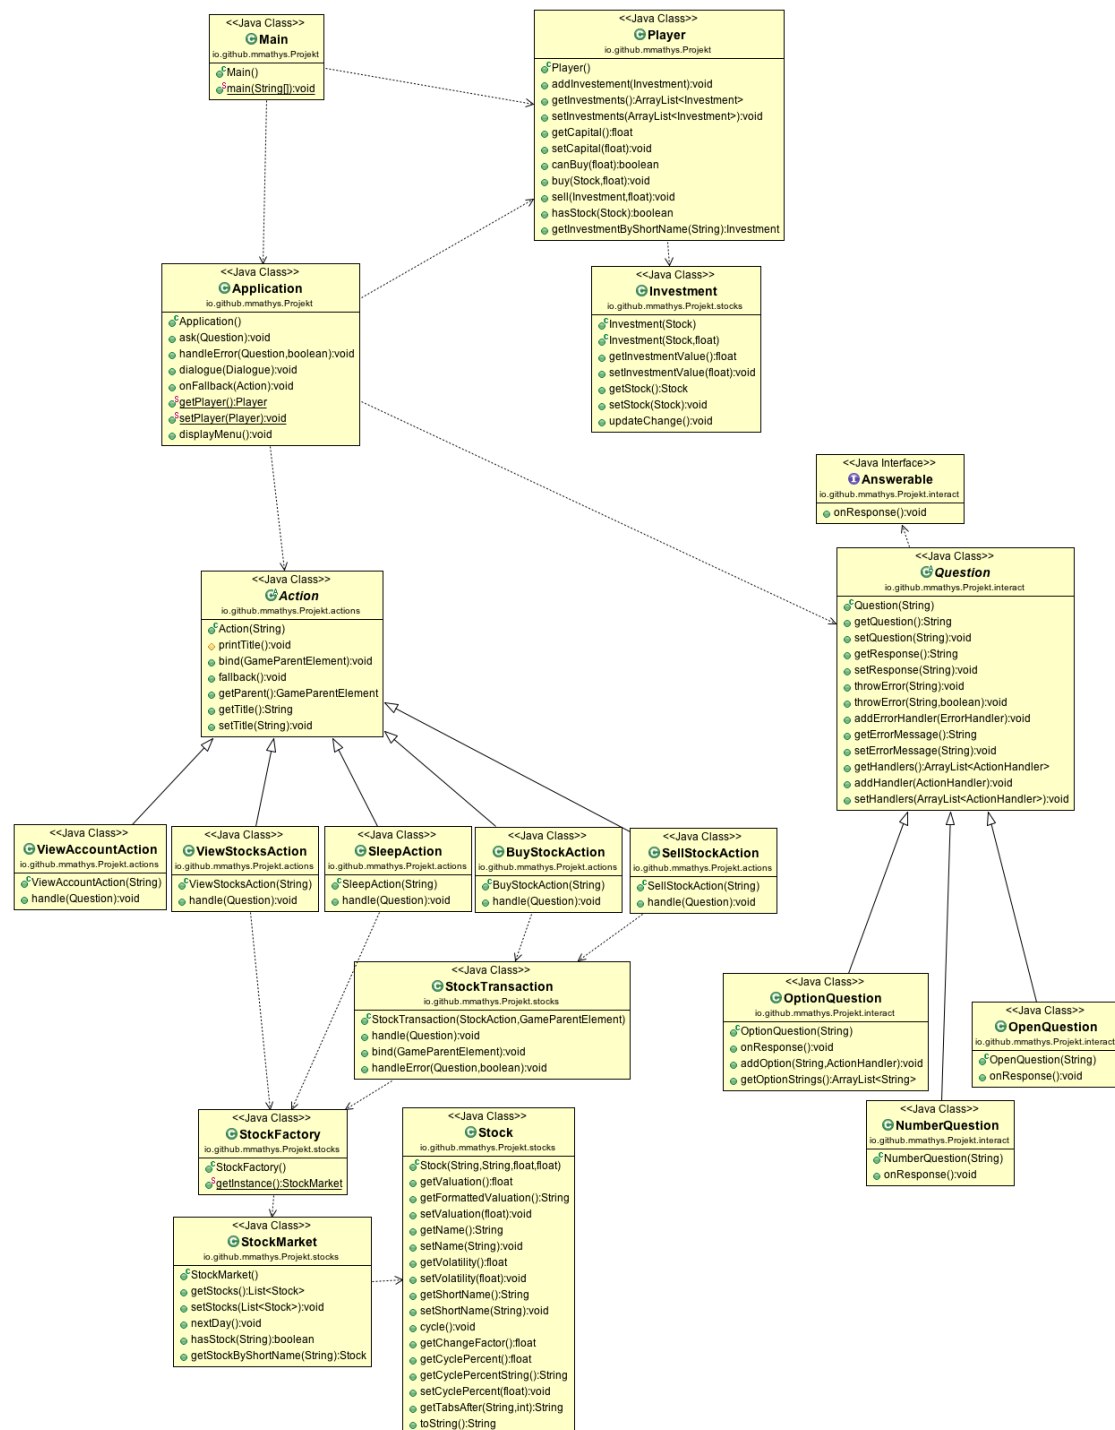 <<Java Class>>
Main
io.github.mmathys.Projekt
Main()
main(String[]):void
<<Java Class>>
Player
io.github.mmathys.Projekt
Player()
addInvestement(Investment):void
getInvestments():ArrayList<Investment>
setInvestments(ArrayList<Investment>):void
getCapital():float
setCapital(float):void
canBuy(float):boolean
buy(Stock,float):void
sell(Investment,float):void
hasStock(Stock):boolean
getInvestmentByShortName(String):Investment
<<Java Class>>
Application
io.github.mmathys.Projekt
Application()
ask(Question):void
handleError(Question,boolean):void
dialogue(Dialogue):void
onFallback(Action):void
getPlayer():Player
setPlayer(Player):void
displayMenu():void
<<Java Class>>
Investment
io.github.mmathys.Projekt.stocks
Investment(Stock)
Investment(Stock,float)
getInvestmentValue():float
setInvestmentValue(float):void
getStock():Stock
setStock(Stock):void
updateChange():void
<<Java Interface>>
Answerable
io.github.mmathys.Projekt.interact
onResponse():void
<<Java Class>>
Action
io.github.mmathys.Projekt.actions
Action(String)
printTitle():void
bind(GameParentElement):void
fallback():void
getParent():GameParentElement
getTitle():String
setTitle(String):void
<<Java Class>>
Question
io.github.mmathys.Projekt.interact
Question(String)
getQuestion():String
setQuestion(String):void
getResponse():String
setResponse(String):void
throwError(String):void
throwError(String,boolean):void
addErrorHandler(ErrorHandler):void
getErrorMessage():String
setErrorMessage(String):void
getHandlers():ArrayList<ActionHandler>
addHandler(ActionHandler):void
setHandlers(ArrayList<ActionHandler>):void
<<Java Class>>
ViewAccountAction
io.github.mmathys.Projekt.actions
ViewAccountAction(String)
handle(Question):void
<<Java Class>>
ViewStocksAction
io.github.mmathys.Projekt.actions
ViewStocksAction(String)
handle(Question):void
<<Java Class>>
SleepAction
io.github.mmathys.Projekt.actions
SleepAction(String)
handle(Question):void
<<Java Class>>
BuyStockAction
io.github.mmathys.Projekt.actions
BuyStockAction(String)
handle(Question):void
<<Java Class>>
SellStockAction
io.github.mmathys.Projekt.actions
SellStockAction(String)
handle(Question):void
<<Java Class>>
StockTransaction
io.github.mmathys.Projekt.stocks
StockTransaction(StockAction,GameParentElement)
handle(Question):void
bind(GameParentElement):void
handleError(Question,boolean):void
<<Java Class>>
OptionQuestion
io.github.mmathys.Projekt.interact
OptionQuestion(String)
onResponse():void
addOption(String,ActionHandler):void
getOptionStrings():ArrayList<String>
<<Java Class>>
OpenQuestion
io.github.mmathys.Projekt.interact
OpenQuestion(String)
onResponse():void
<<Java Class>>
NumberQuestion
io.github.mmathys.Projekt.interact
NumberQuestion(String)
onResponse():void
<<Java Class>>
StockFactory
io.github.mmathys.Projekt.stocks
StockFactory()
getInstance():StockMarket
<<Java Class>>
Stock
io.github.mmathys.Projekt.stocks
Stock(String,String,float,float)
getValuation():float
getFormattedValuation():String
setValuation(float):void
getName():String
setName(String):void
getVolatility():float
setVolatility(float):void
getShortName():String
setShortName(String):void
cycle():void
getChangeFactor():float
getCyclePercent():float
getCyclePercentString():String
setCyclePercent(float):void
getTabsAfter(String,int):String
toString():String
<<Java Class>>
StockMarket
io.github.mmathys.Projekt.stocks
StockMarket()
getStocks():List<Stock>
setStocks(List<Stock>):void
nextDay():void
hasStock(String):boolean
getStockByShortName(String):Stock